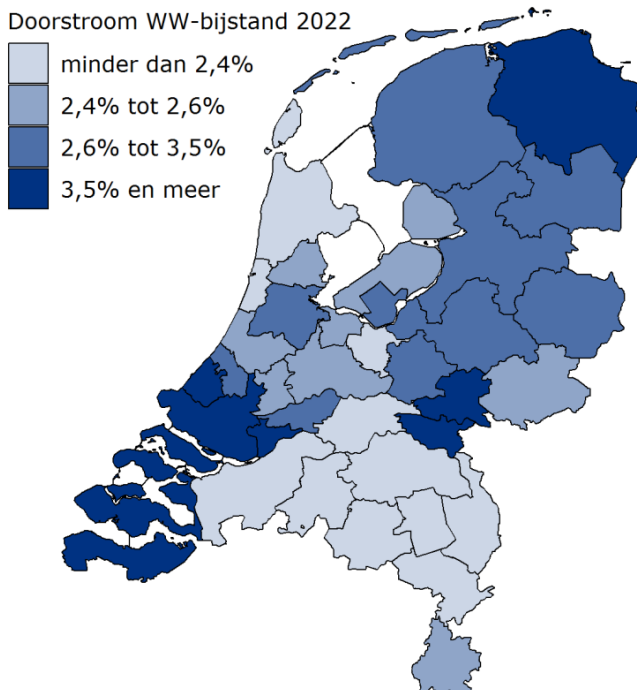 Doorstroom WW-bijstand 2022
minder dan 2,4%
2,4% tot 2,6%
2,6% tot 3,5%
3,5% en meer